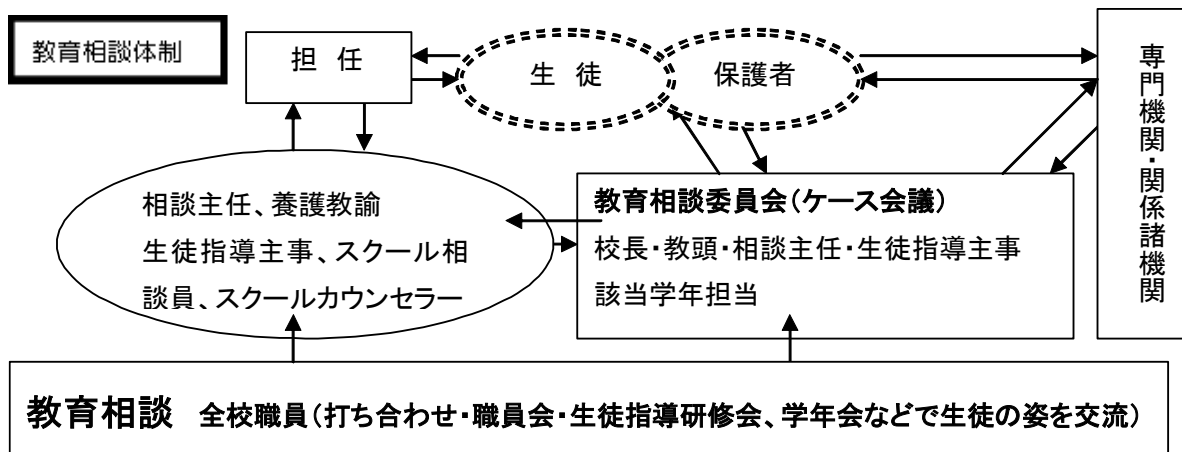 教育相談体制
担　任
生　徒
保護者
専門機関・関係諸機関
相談主任、養護教諭
生徒指導主事、スクール相
談員、スクールカウンセラー
教育相談委員会（ケース会議）
校長・教頭・相談主任・生徒指導主事
該当学年担当
教育相談　全校職員（打ち合わせ・職員会・生徒指導研修会、学年会などで生徒の姿を交流）